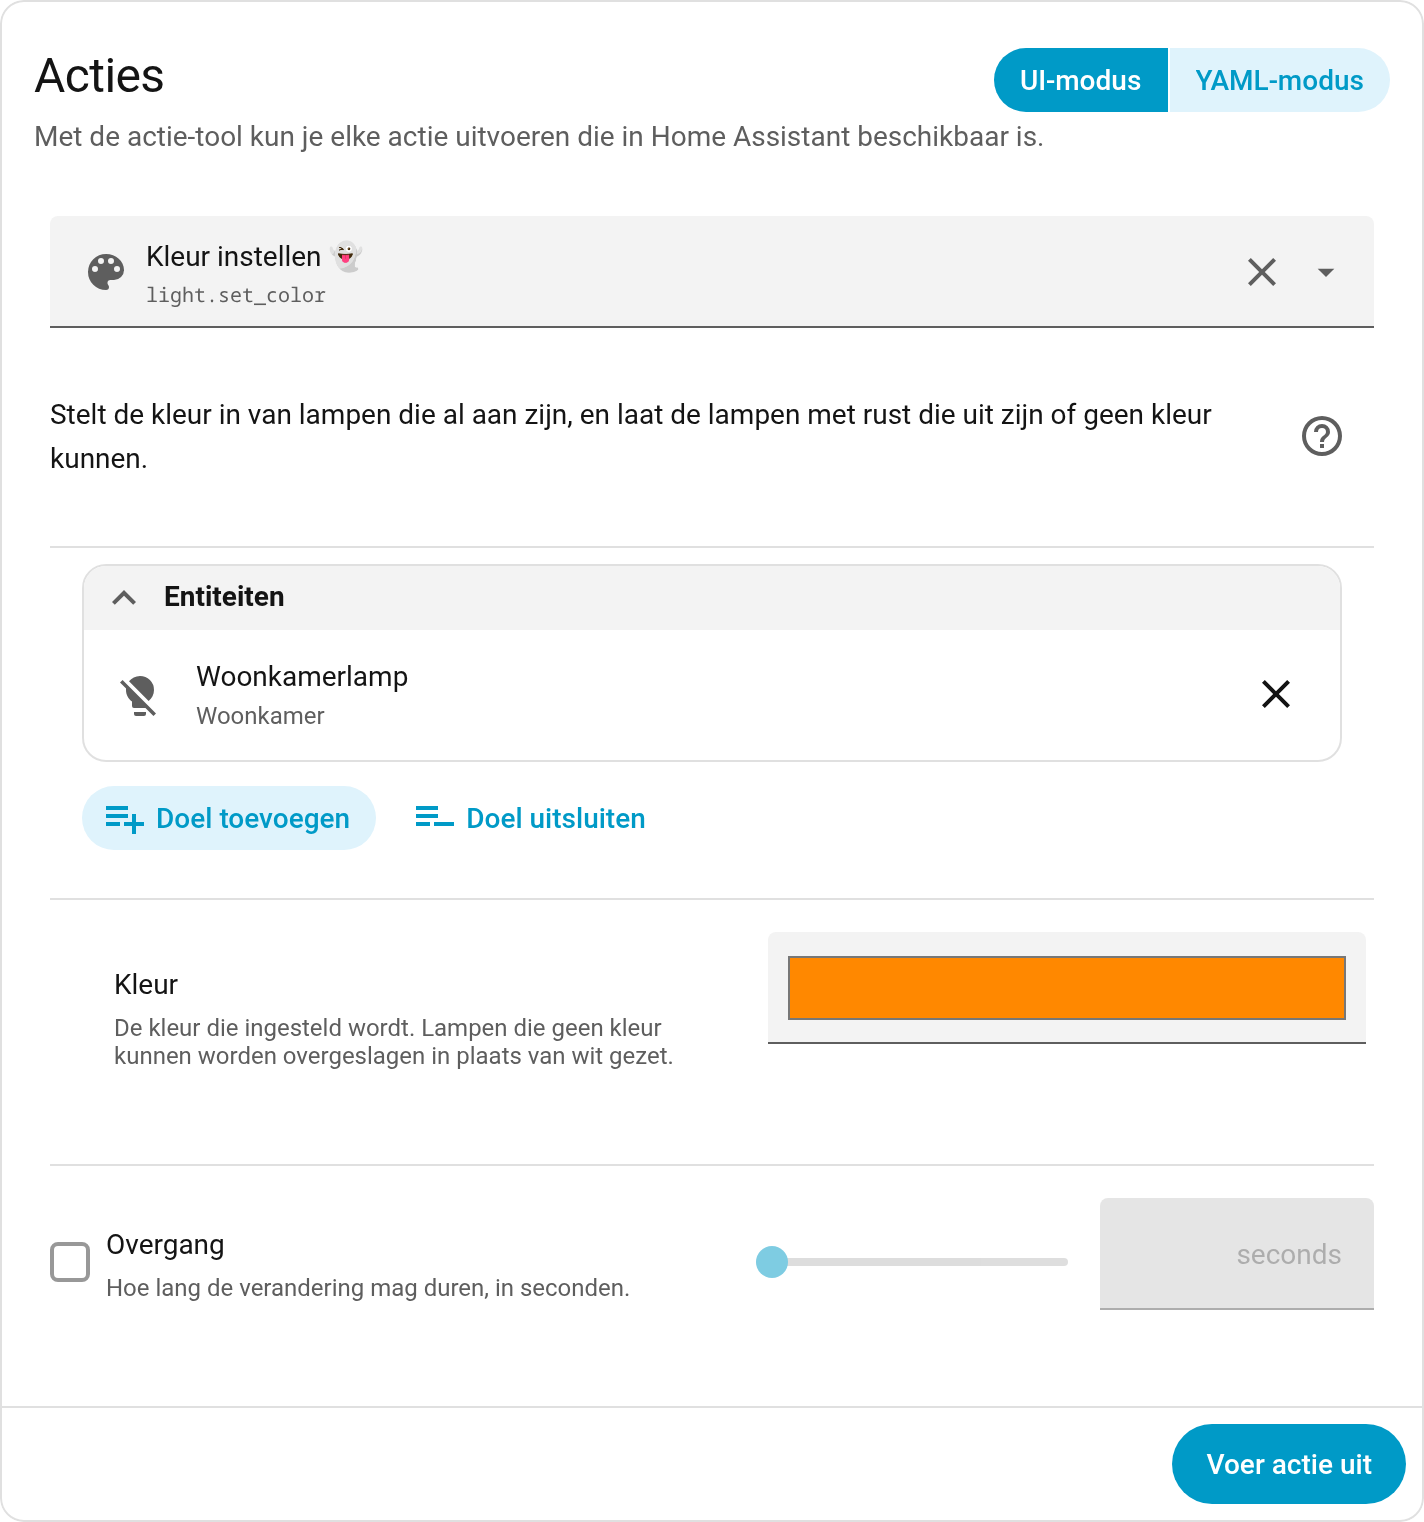 Acties
UI-modus
YAML-modus
Met de actie-tool kun je elke actie uitvoeren die in Home Assistant beschikbaar is.
Kleur instellen 👻
light.set_color
Stelt de kleur in van lampen die al aan zijn, en laat de lampen met rust die uit zijn of geen kleur
kunnen.
Entiteiten
Woonkamerlamp
Woonkamer
Doel toevoegen
Doel uitsluiten
Kleur
De kleur die ingesteld wordt. Lampen die geen kleur
kunnen worden overgeslagen in plaats van wit gezet.
Overgang
Hoe lang de verandering mag duren, in seconden.
seconds
Voer actie uit